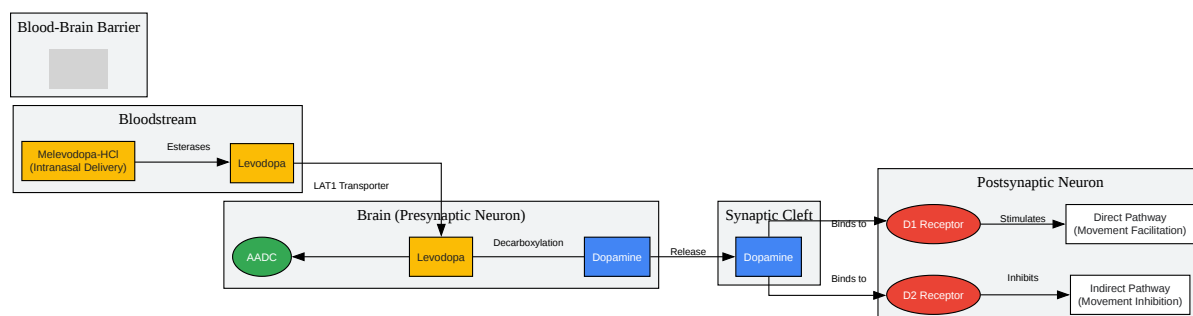 Blood-Brain Barrier
Bloodstream
Melevodopa-HCl
(Intranasal Delivery)
Esterases
Levodopa
LAT1 Transporter
Brain (Presynaptic Neuron)
AADC
Levodopa
Decarboxylation
Dopamine
Release
Synaptic Cleft
Dopamine
Binds to
Binds to
Postsynaptic Neuron
D1 Receptor
Stimulates
Direct Pathway
(Movement Facilitation)
D2 Receptor
Inhibits
Indirect Pathway
(Movement Inhibition)